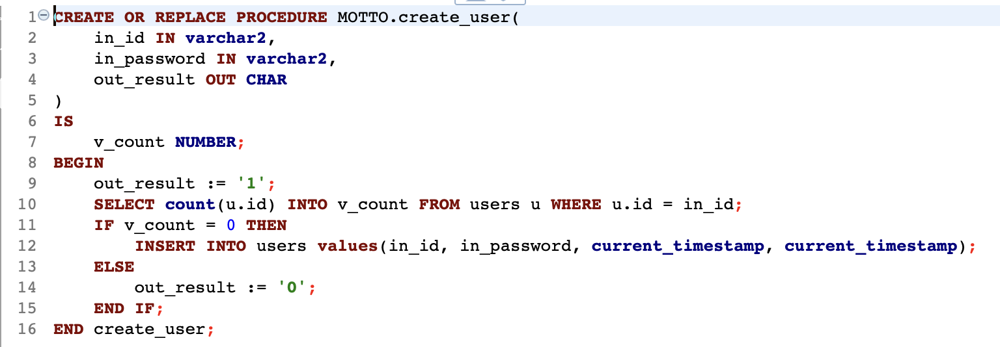 1 CREATE OR REPLACE PROCEDURE MOTTO.create_user(
2     in_id IN varchar2,
3     in_password IN varchar2,
4     out_result OUT CHAR
5 )
6 IS
7     v_count NUMBER;
8 BEGIN
9     out_result := '1';
10     SELECT count(u.id) INTO v_count FROM users u WHERE u.id = in_id;
11     IF v_count = 0 THEN
12         INSERT INTO users values(in_id, in_password, current_timestamp, current_timestamp);
13     ELSE
14         out_result := '0';
15     END IF;
16 END create_user;